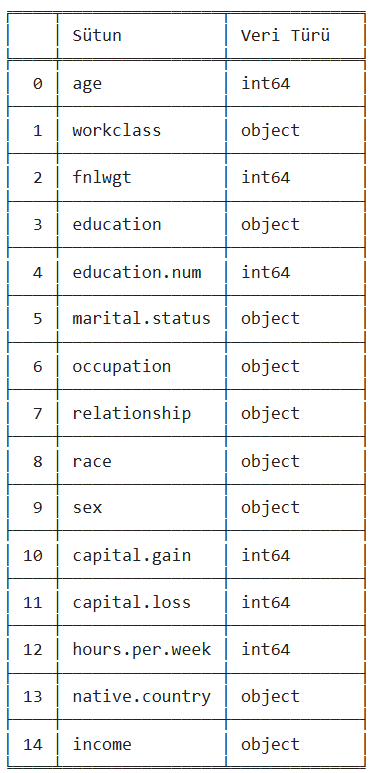 Sütun Veri Türü
0 age int64
1 workclass object
2 fnlwgt int64
3 education object
4 education.num int64
5 marital.status object
6 occupation object
7 relationship object
8 race object
9 sex object
10 capital.gain int64
11 capital.loss int64
12 hours.per.week int64
13 native.country object
14 income object